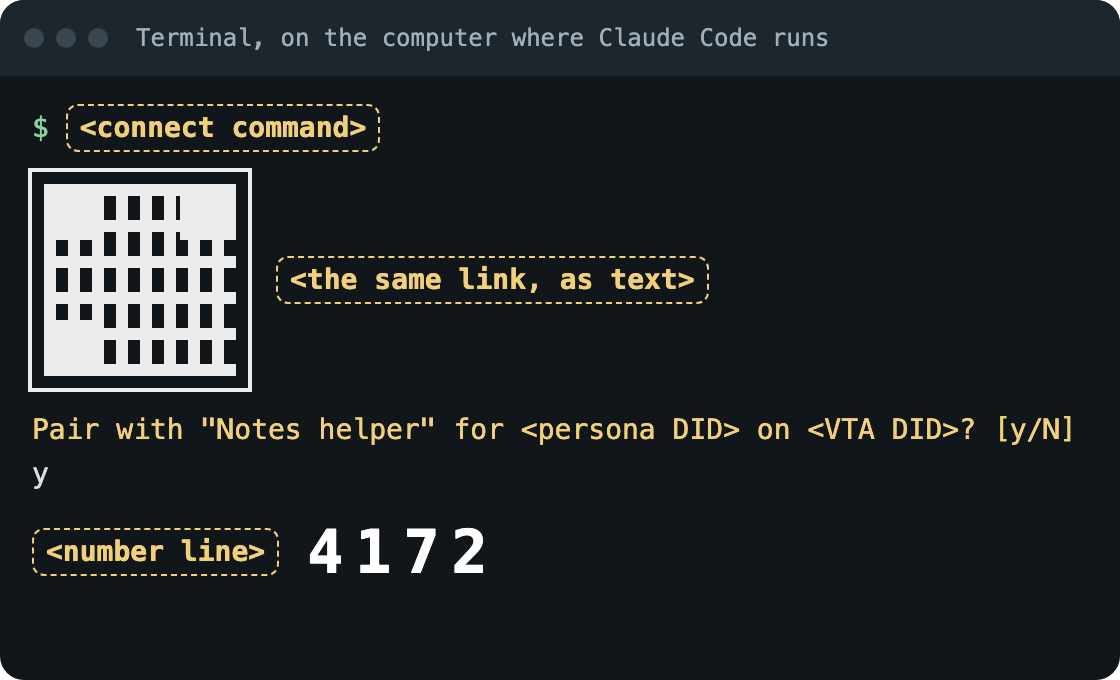 Terminal, on the computer where Claude Code runs
$ <connect command>
<the same link, as text>
Pair with "Notes helper" for <persona DID> on <VTA DID>? [y/N]
y
<number line> 4172